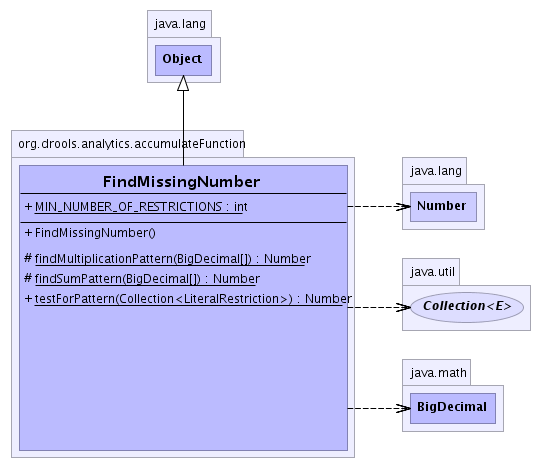 java.lang
Object
org.drools.analytics.accumulateFunction
FindMissingNumber
+ MIN_NUMBER_OF_RESTRICTIONS : int
+ FindMissingNumber()
# findMultiplicationPattern(BigDecimal[]) : Number
# findSumPattern(BigDecimal[]) : Number
+ testForPattern(Collection<LiteralRestriction>) : Number
java.lang
Number
java.util
Collection<E>
java.math
BigDecimal